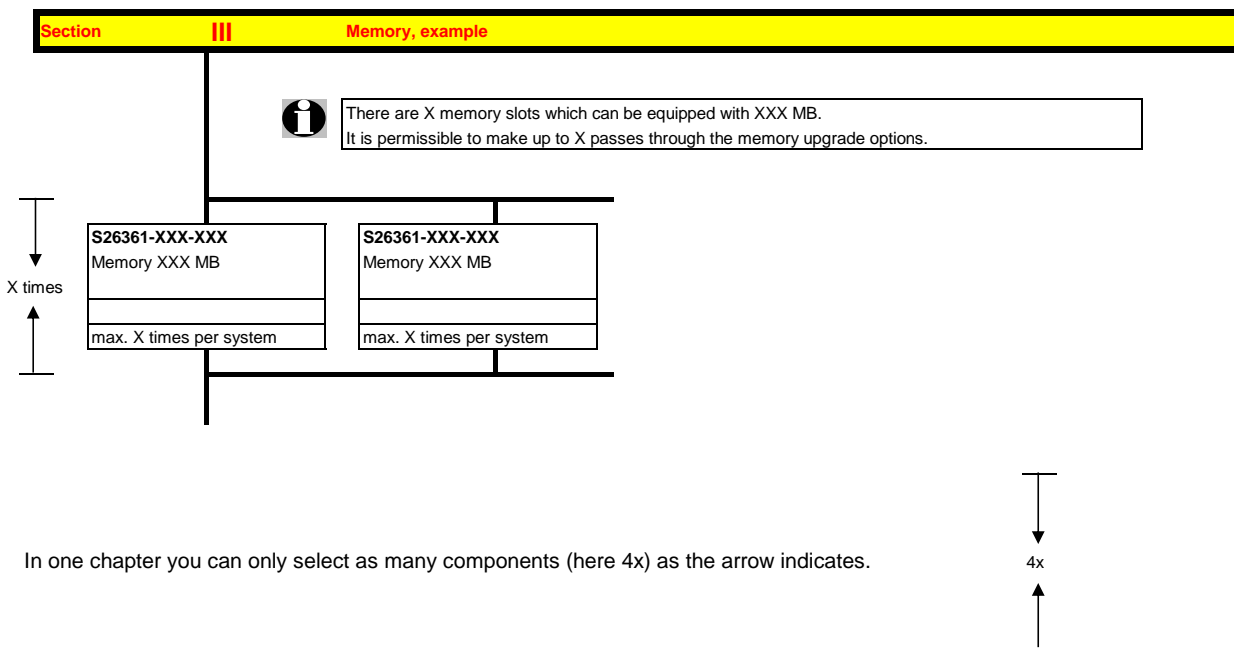 Section III Memory, example
There are X memory slots which can be equipped with XXX MB.
It is permissible to make up to X passes through the memory upgrade options.
S26361-XXX-XXX
Memory XXX MB
max. X times per system
S26361-XXX-XXX
Memory XXX MB
max. X times per system
X times
In one chapter you can only select as many components (here 4x) as the arrow indicates.
4x